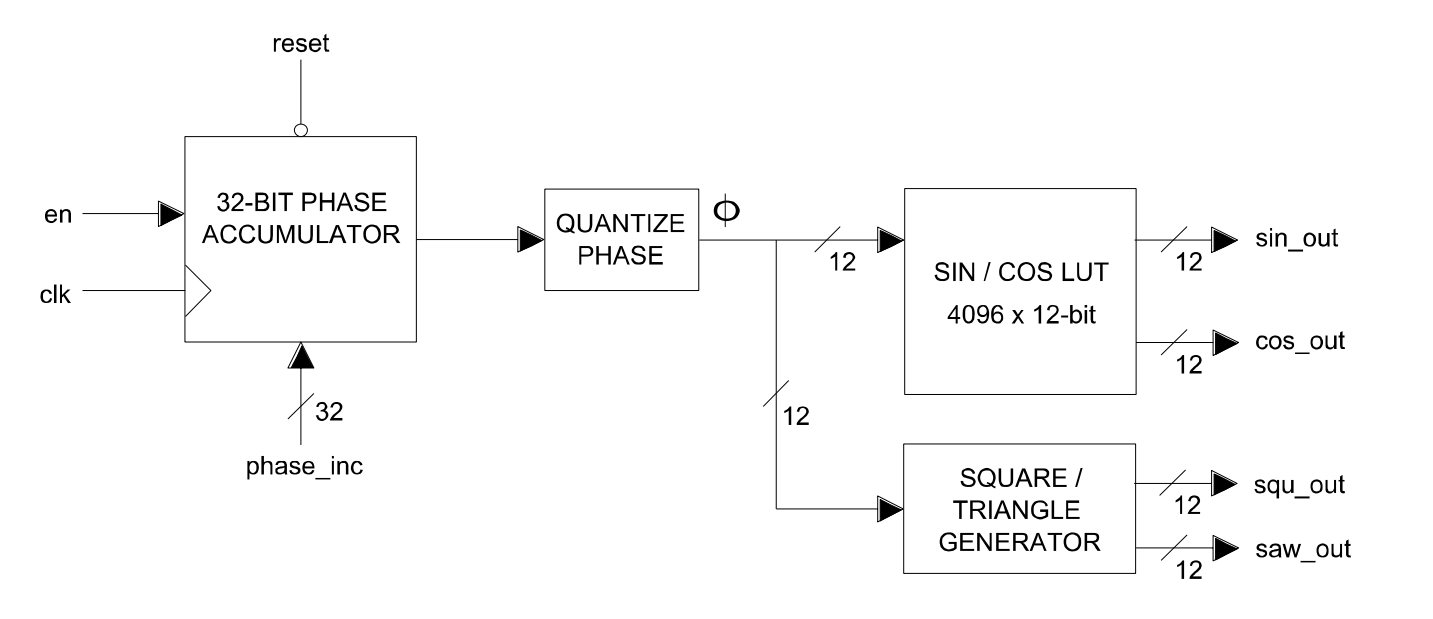 reset
en
clk
32-BIT PHASE
ACCUMULATOR
32
phase_inc
QUANTIZE
PHASE
Φ
12
12
SIN / COS LUT
4096 x 12-bit
12
sin_out
12
cos_out
SQUARE /
TRIANGLE
GENERATOR
12
squ_out
12
saw_out